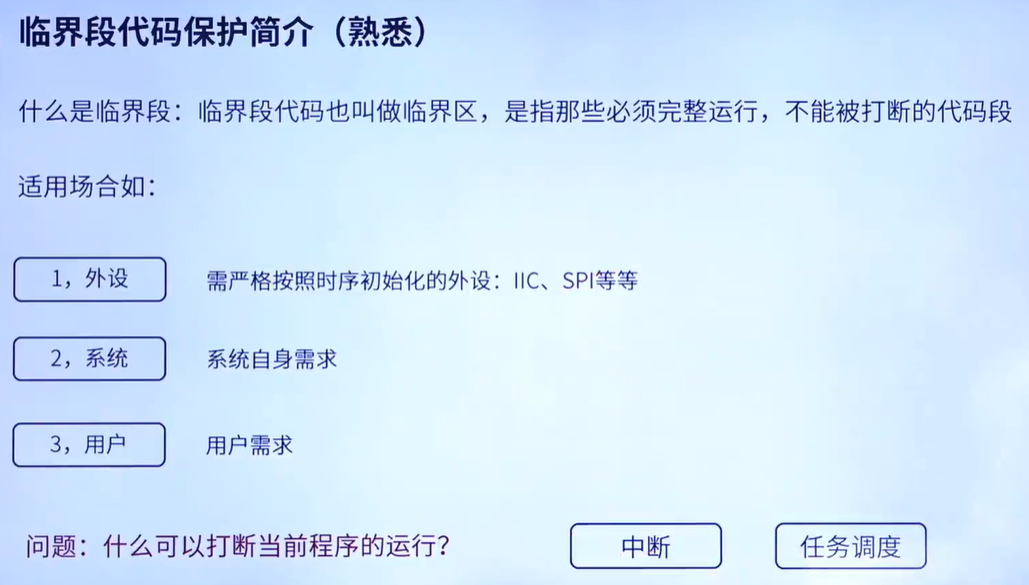 临界段代码保护简介（熟悉）
什么是临界段：临界段代码也叫做临界区，是指那些必须完整运行，不能被打断的代码段
适用场合如：
1，外设 需严格按照时序初始化的外设：IIC、SPI等等
2，系统 系统自身需求
3，用户 用户需求
问题：什么可以打断当前程序的运行？ 中断 任务调度